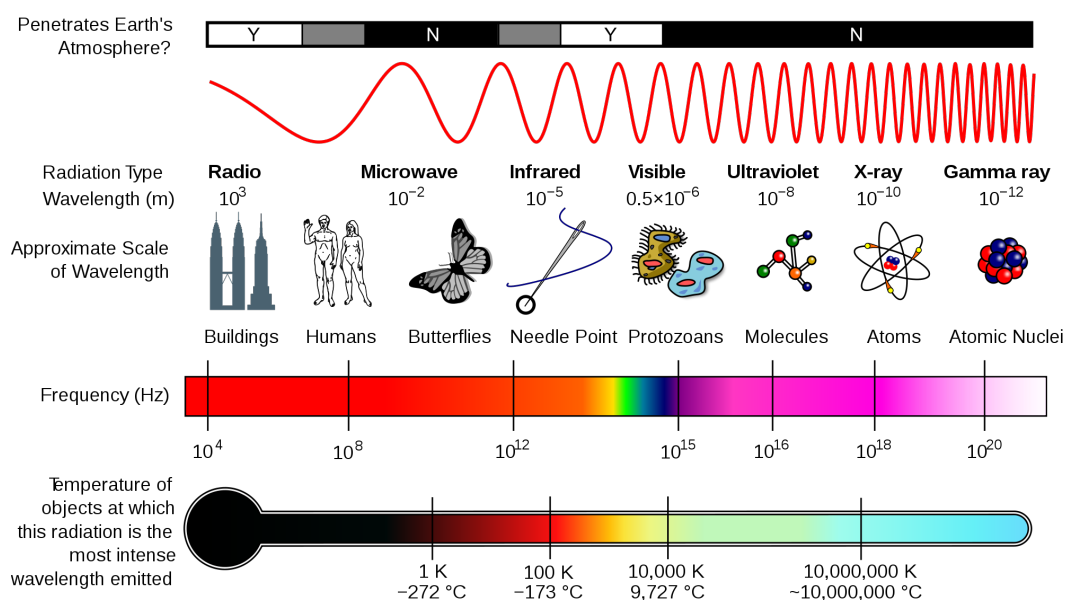 Penetrates Earth's
Atmosphere?
Y N Y N
Radiation Type
Radio Microwave Infrared Visible Ultraviolet X-ray Gamma ray
Wavelength (m)
10³ 10⁻² 10⁻⁵ 0.5×10⁻⁶ 10⁻⁸ 10⁻¹⁰ 10⁻¹²
Approximate Scale
of Wavelength
Buildings Humans Butterflies Needle Point Protozoans Molecules Atoms Atomic Nuclei
Frequency (Hz)
10⁴ 10⁸ 10¹² 10¹⁵ 10¹⁶ 10¹⁸ 10²⁰
Temperature of
objects at which
this radiation is the
most intense
wavelength emitted
1 K 100 K 10,000 K 10,000,000 K
−272 °C −173 °C 9,727 °C ~10,000,000 °C